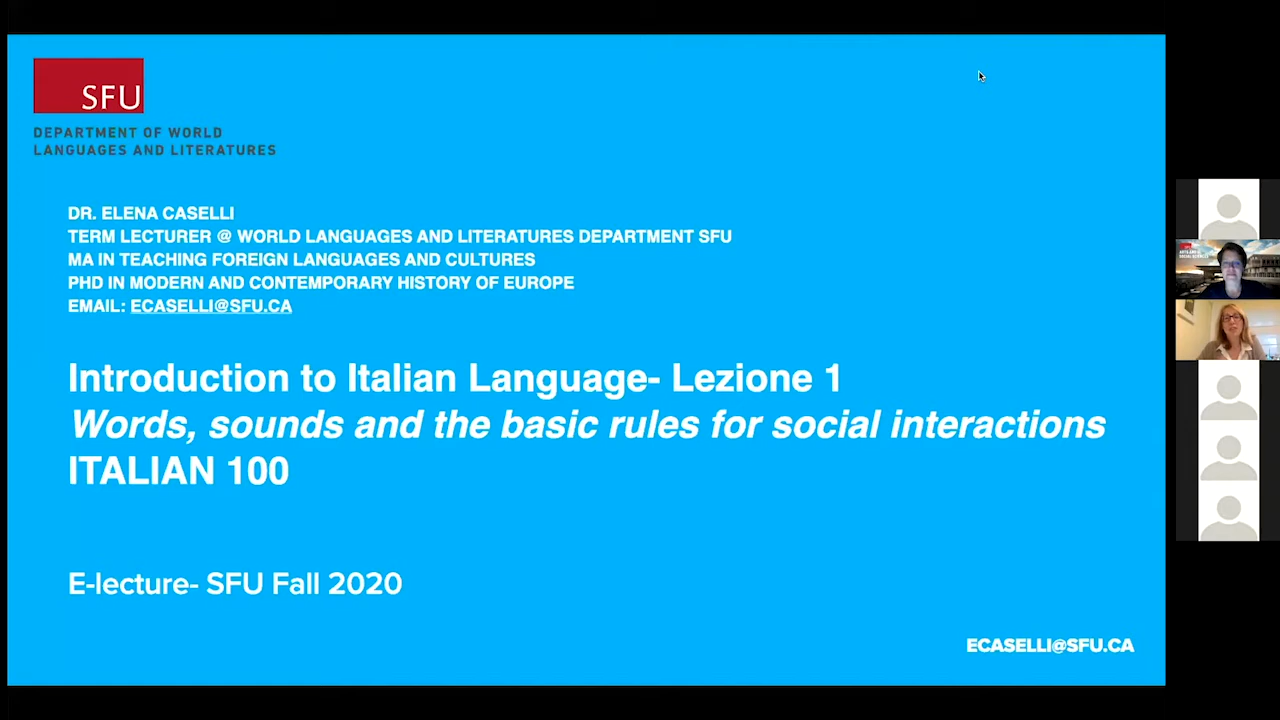 SFU
DEPARTMENT OF WORLD
LANGUAGES AND LITERATURES
DR. ELENA CASELLI
TERM LECTURER @ WORLD LANGUAGES AND LITERATURES DEPARTMENT SFU
MA IN TEACHING FOREIGN LANGUAGES AND CULTURES
PHD IN MODERN AND CONTEMPORARY HISTORY OF EUROPE
EMAIL: ECASELLI@SFU.CA
Introduction to Italian Language- Lezione 1
Words, sounds and the basic rules for social interactions
ITALIAN 100
E-lecture- SFU Fall 2020
ECASELLI@SFU.CA